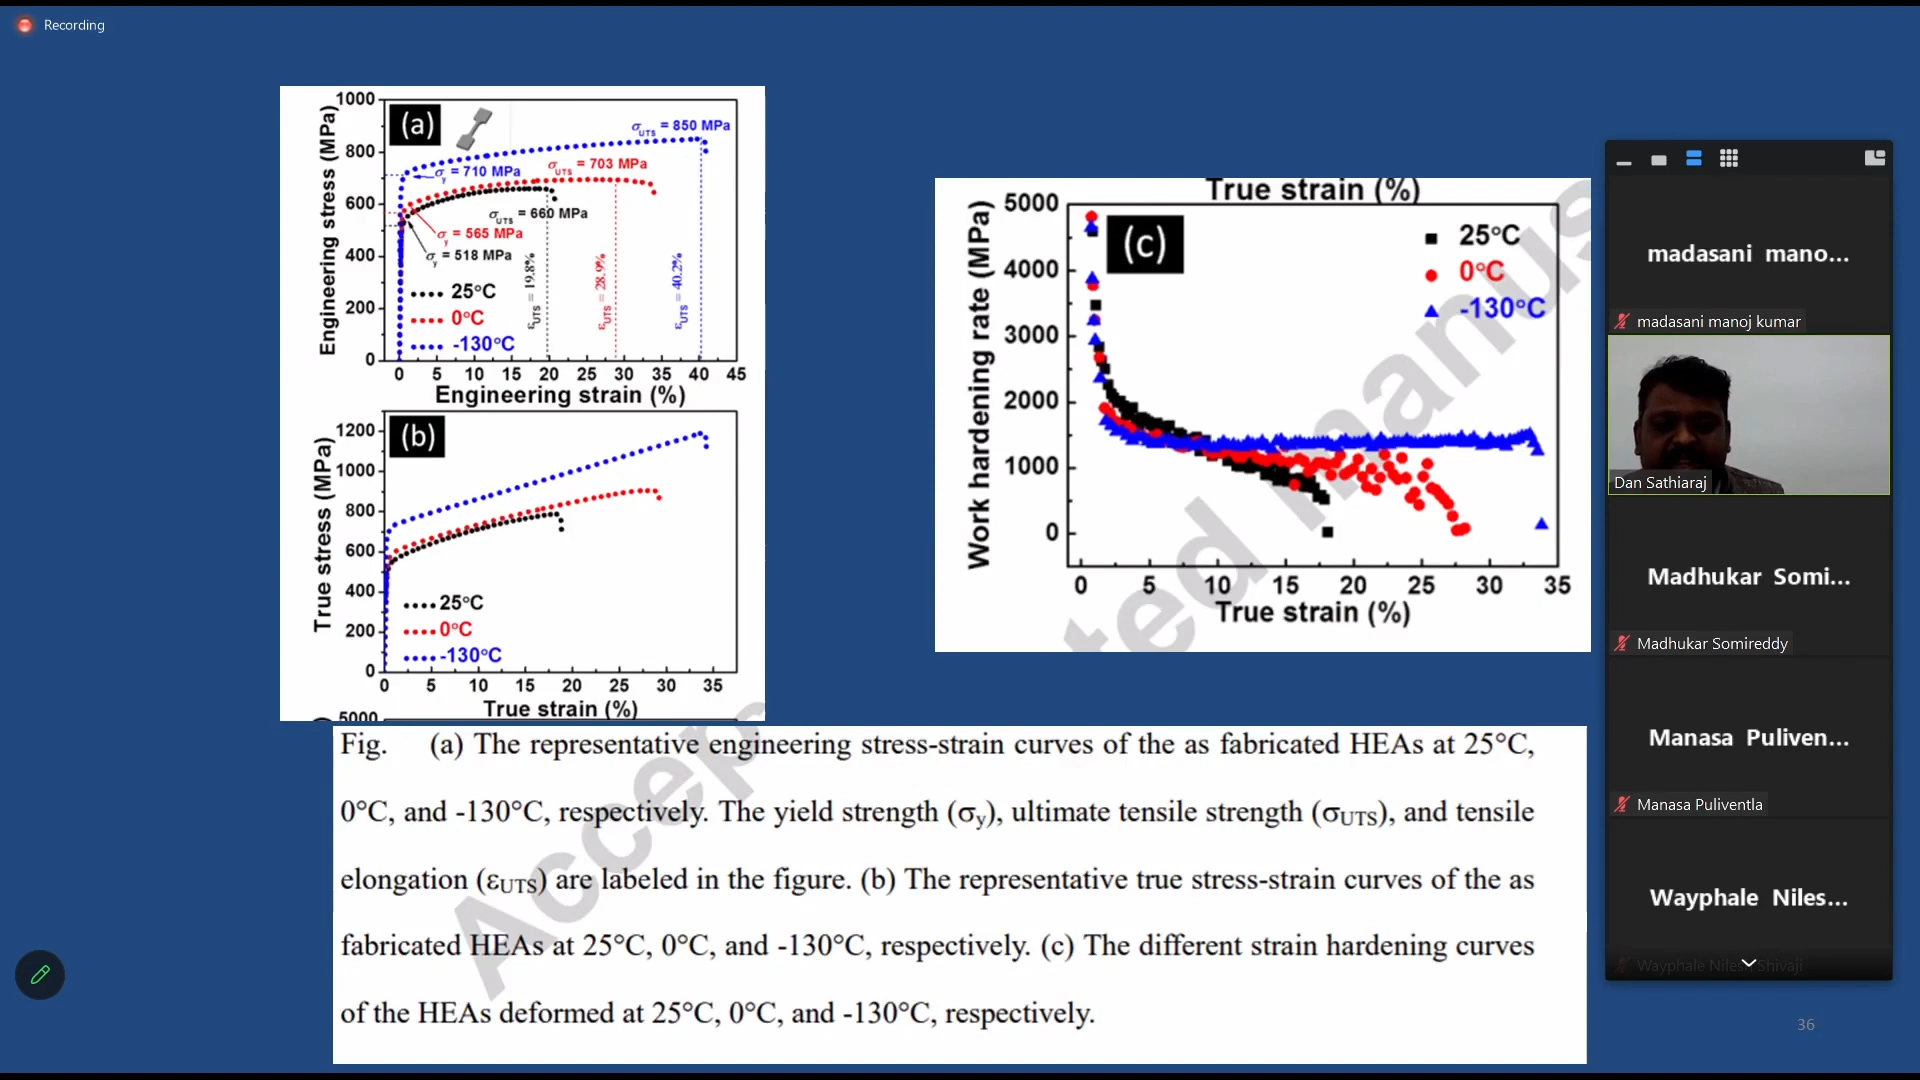 Recording
(a)
σUTS = 850 MPa
σUTS = 703 MPa
σy = 710 MPa
σUTS = 660 MPa
σy = 565 MPa
σy = 518 MPa
25°C
0°C
-130°C
εUTS = 19.8%
εUTS = 28.9%
εUTS = 40.2%
1000
800
600
400
200
0
Engineering stress (MPa)
0 5 10 15 20 25 30 35 40 45
Engineering strain (%)
(b)
1200
1000
800
600
400
200
0
True stress (MPa)
25°C
0°C
-130°C
0 5 10 15 20 25 30 35
True strain (%)
5000
True strain (%)
(c)
25°C
0°C
-130°C
5000
4000
3000
2000
1000
0
Work hardening rate (MPa)
0 5 10 15 20 25 30 35
True strain (%)
ted manus
Accep
Fig. (a) The representative engineering stress-strain curves of the as fabricated HEAs at 25°C,
0°C, and -130°C, respectively. The yield strength (σy), ultimate tensile strength (σUTS), and tensile
elongation (εUTS) are labeled in the figure. (b) The representative true stress-strain curves of the as
fabricated HEAs at 25°C, 0°C, and -130°C, respectively. (c) The different strain hardening curves
of the HEAs deformed at 25°C, 0°C, and -130°C, respectively.
madasani mano...
madasani manoj kumar
Dan Sathiaraj
Madhukar Somi...
Madhukar Somireddy
Manasa Puliven...
Manasa Puliventla
Wayphale Niles...
Wayphale Niles Shivaji
36